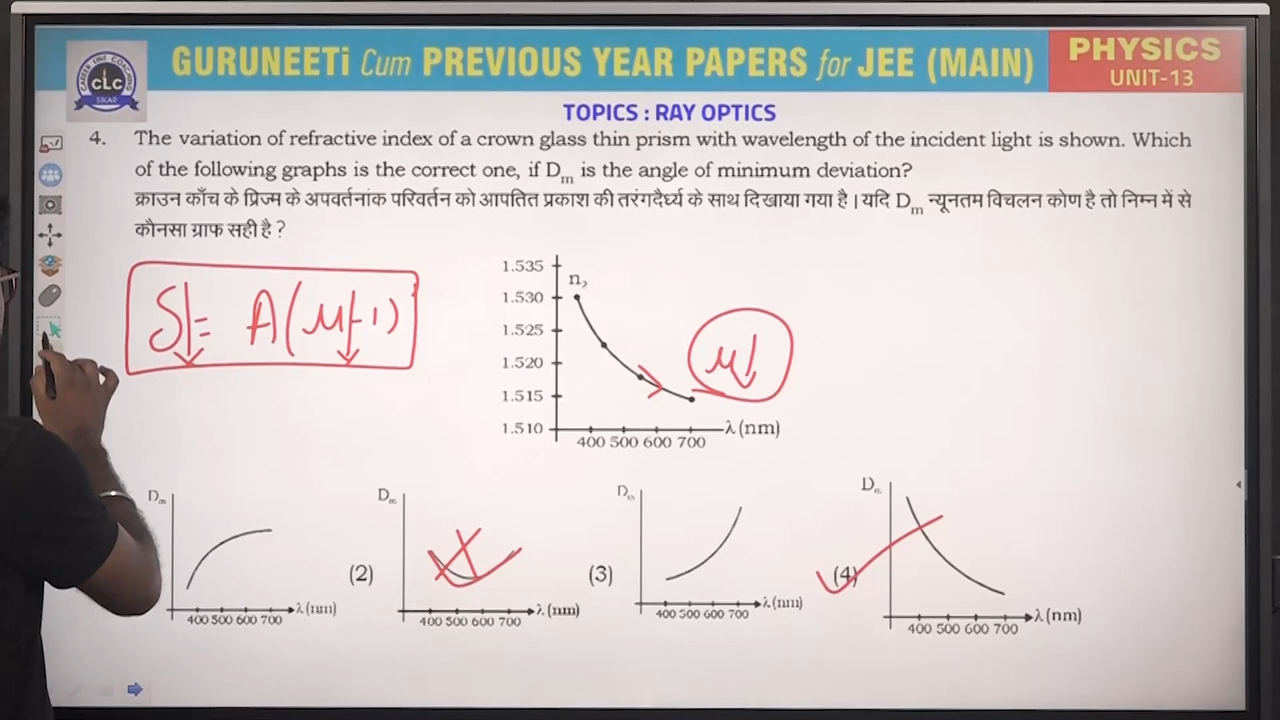 GURUNEETi Cum PREVIOUS YEAR PAPERS for JEE (MAIN)
PHYSICS
UNIT-13
CAREER LINE COACHING
CLC
SIKAR
TOPICS : RAY OPTICS
4. The variation of refractive index of a crown glass thin prism with wavelength of the incident light is shown. Which
of the following graphs is the correct one, if Dm is the angle of minimum deviation?
क्राउन काँच के प्रिज्म के अपवर्तनांक परिवर्तन को आपतित प्रकाश की तरंगदैर्घ्य के साथ दिखाया गया है। यदि Dm न्यूनतम विचलन कोण है तो निम्न में से
कौनसा ग्राफ सही है ?
δ↓ = A(μ↓-1)
1.535
n2
1.530
1.525
1.520
1.515
1.510
μ↓
λ (nm)
400 500 600 700
Dm
λ (nm)
400 500 600 700
(2)
Dm
λ (nm)
400 500 600 700
(3)
Dm
λ (nm)
400 500 600 700
(4)
Dm
λ (nm)
400 500 600 700